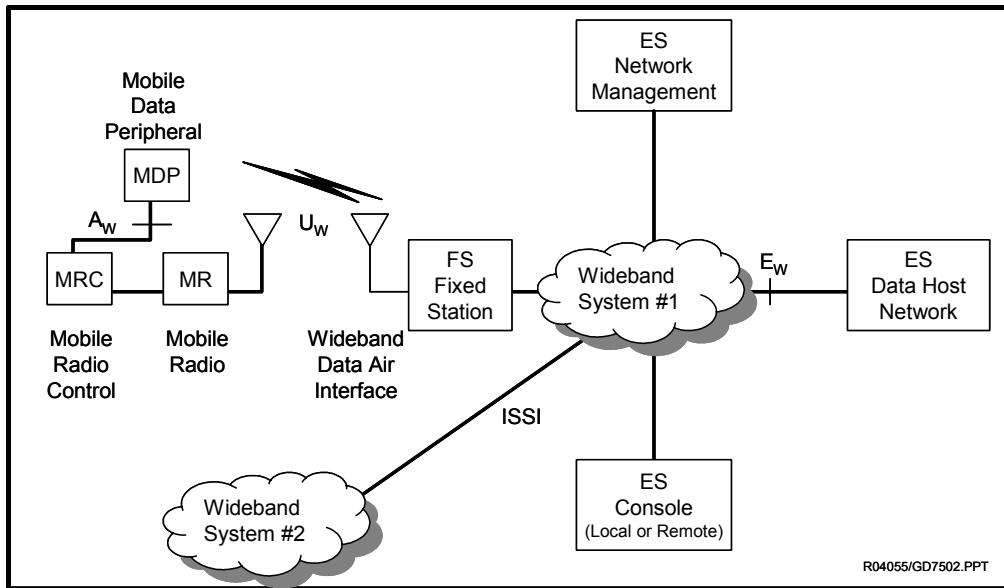 ES
Network
Management
Mobile
Data
Peripheral
MDP
A_W
U_W
MRC
MR
FS
Fixed
Station
Wideband
System #1
E_W
ES
Data Host
Network
Mobile
Radio
Control
Mobile
Radio
Wideband
Data Air
Interface
ISSI
Wideband
System #2
ES
Console
(Local or Remote)
R04055/GD7502.PPT